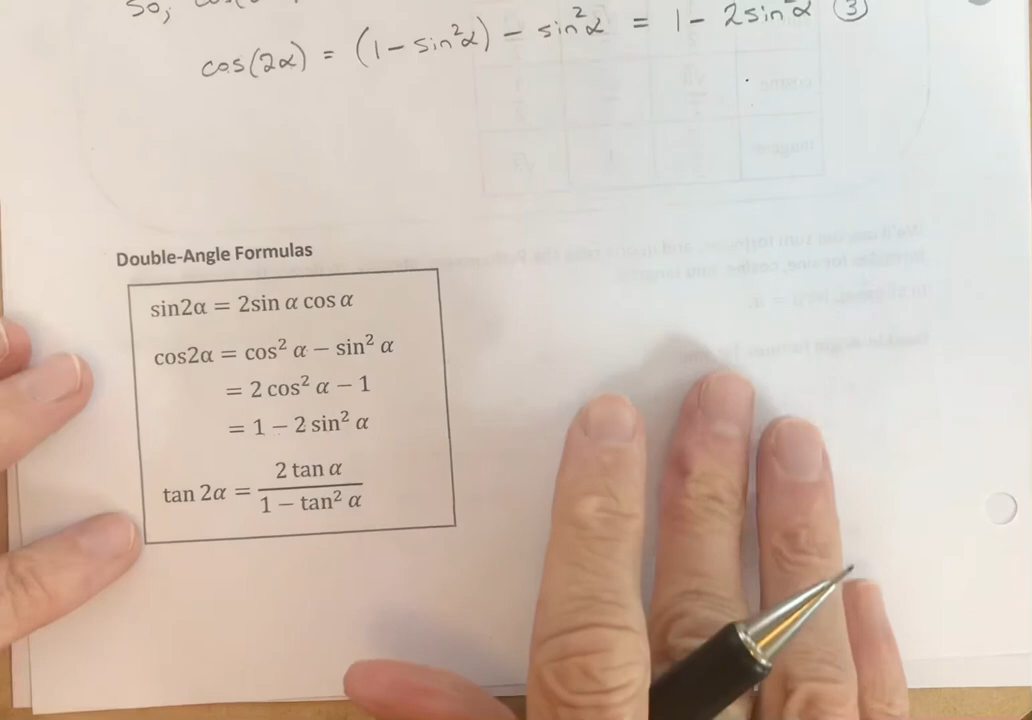 So,
cos(2α) = (1 - sin²α) - sin²α = 1 - 2sin²α ③
Double-Angle Formulas
sin2α = 2sin α cos α
cos2α = cos² α − sin² α
= 2 cos² α − 1
= 1 − 2 sin² α
tan 2α = 2 tan α / 1 − tan² α